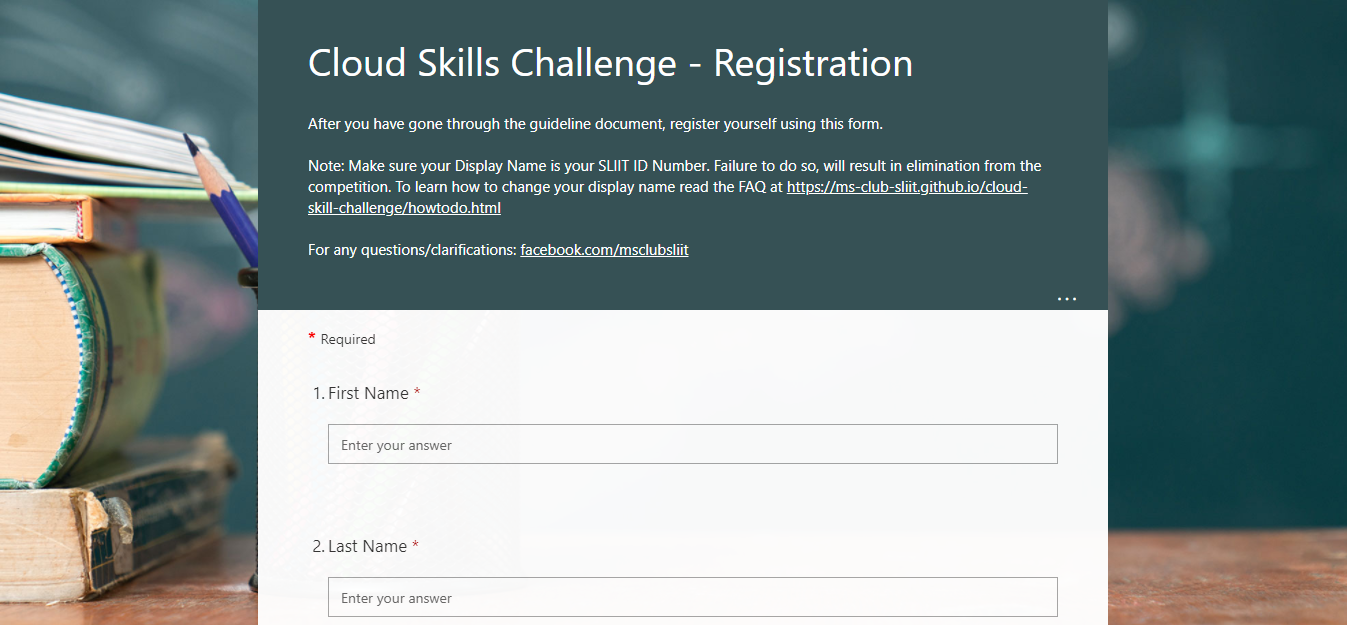 Cloud Skills Challenge - Registration
After you have gone through the guideline document, register yourself using this form.
Note: Make sure your Display Name is your SLIIT ID Number. Failure to do so, will result in elimination from the
competition. To learn how to change your display name read the FAQ at https://ms-club-sliit.github.io/cloud-
skill-challenge/howtodo.html
For any questions/clarifications: facebook.com/msclubsliit
...
* Required
1. First Name *
Enter your answer
2. Last Name *
Enter your answer